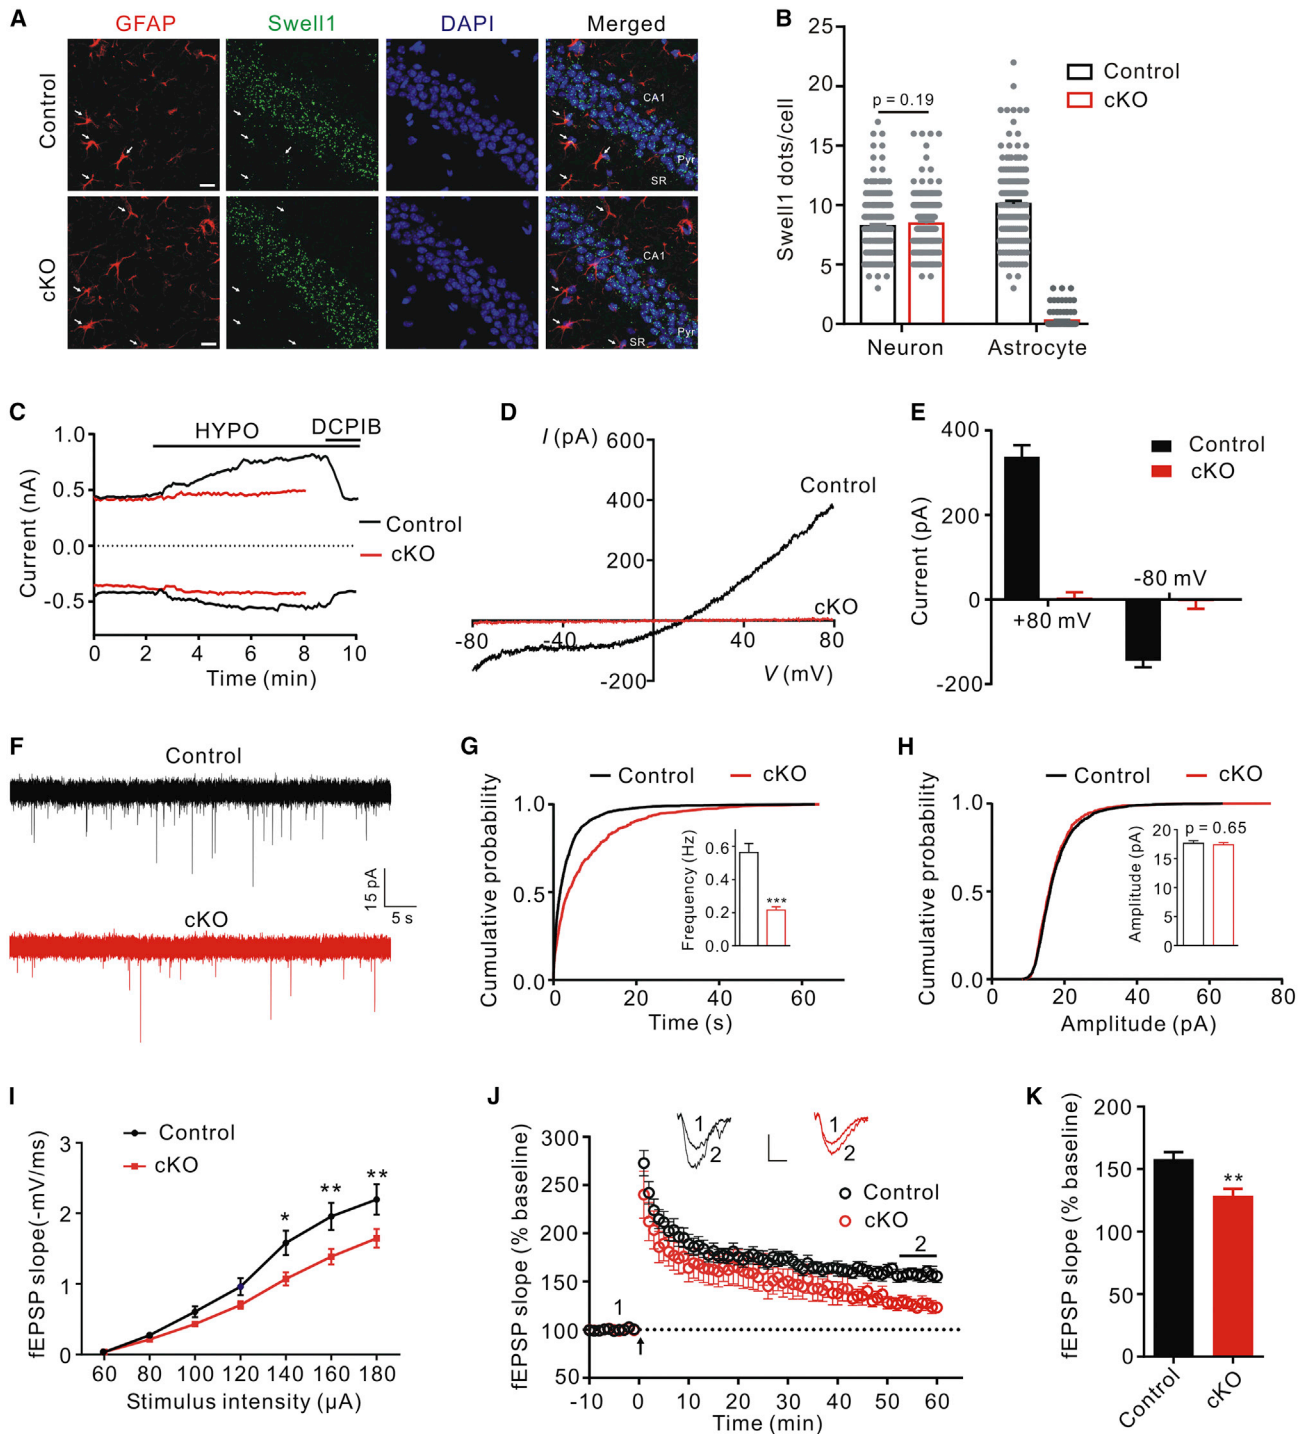 A
GFAP
Swell1
DAPI
Merged
Control
CA1
Pyr
SR
cKO
CA1
Pyr
SR
B
Swell1 dots/cell
25
20
15
10
5
0
p = 0.19
Control
cKO
Neuron
Astrocyte
C
HYPO
DCPIB
Current (nA)
1.0
0.5
0.0
-0.5
Control
cKO
0 2 4 6 8 10
Time (min)
D
I (pA)
600
400
200
-200
Control
cKO
-80 -40 40 80
V (mV)
E
Current (pA)
400
200
0
-200
Control
cKO
-80 mV
+80 mV
F
Control
15 pA
5 s
cKO
G
Control
cKO
Cumulative probability
1.0
0.5
0.0
Frequency (Hz)
0.6
0.4
0.2
0.0
***
0 20 40 60
Time (s)
H
Control
cKO
Cumulative probability
1.0
0.5
0.0
Amplitude (pA)
20
15
10
5
0
p = 0.65
0 20 40 60 80
Amplitude (pA)
I
Control
cKO
fEPSP slope(-mV/ms)
3
2
1
0
* ** **
60 80 100 120 140 160 180
Stimulus intensity (µA)
J
1
2
1
2
fEPSP slope (% baseline)
300
250
200
150
100
50
Control
cKO
2
1
-10 0 10 20 30 40 50 60
Time (min)
K
fEPSP slope (% baseline)
200
150
100
50
0
**
Control
cKO